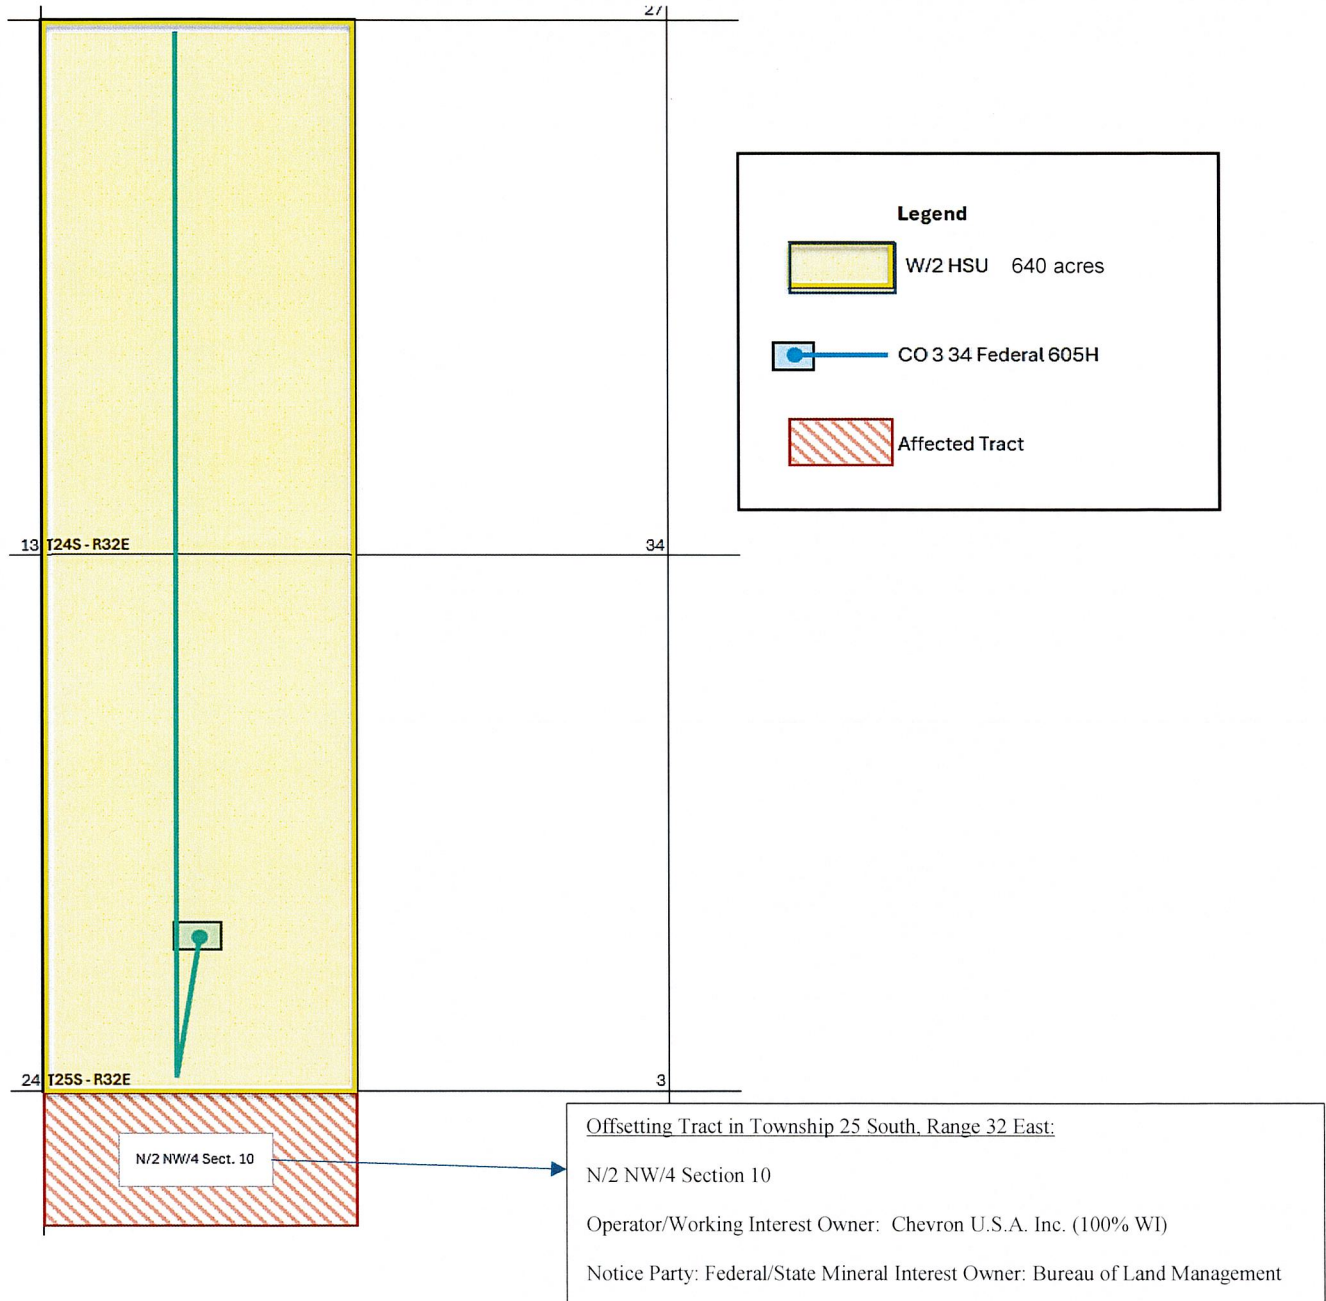 27
Legend
W/2 HSU 640 acres
CO 3 34 Federal 605H
Affected Tract
13 T24S - R32E 34
24 T25S - R32E 3
N/2 NW/4 Sect. 10
Offsetting Tract in Township 25 South, Range 32 East:
N/2 NW/4 Section 10
Operator/Working Interest Owner: Chevron U.S.A. Inc. (100% WI)
Notice Party: Federal/State Mineral Interest Owner: Bureau of Land Management